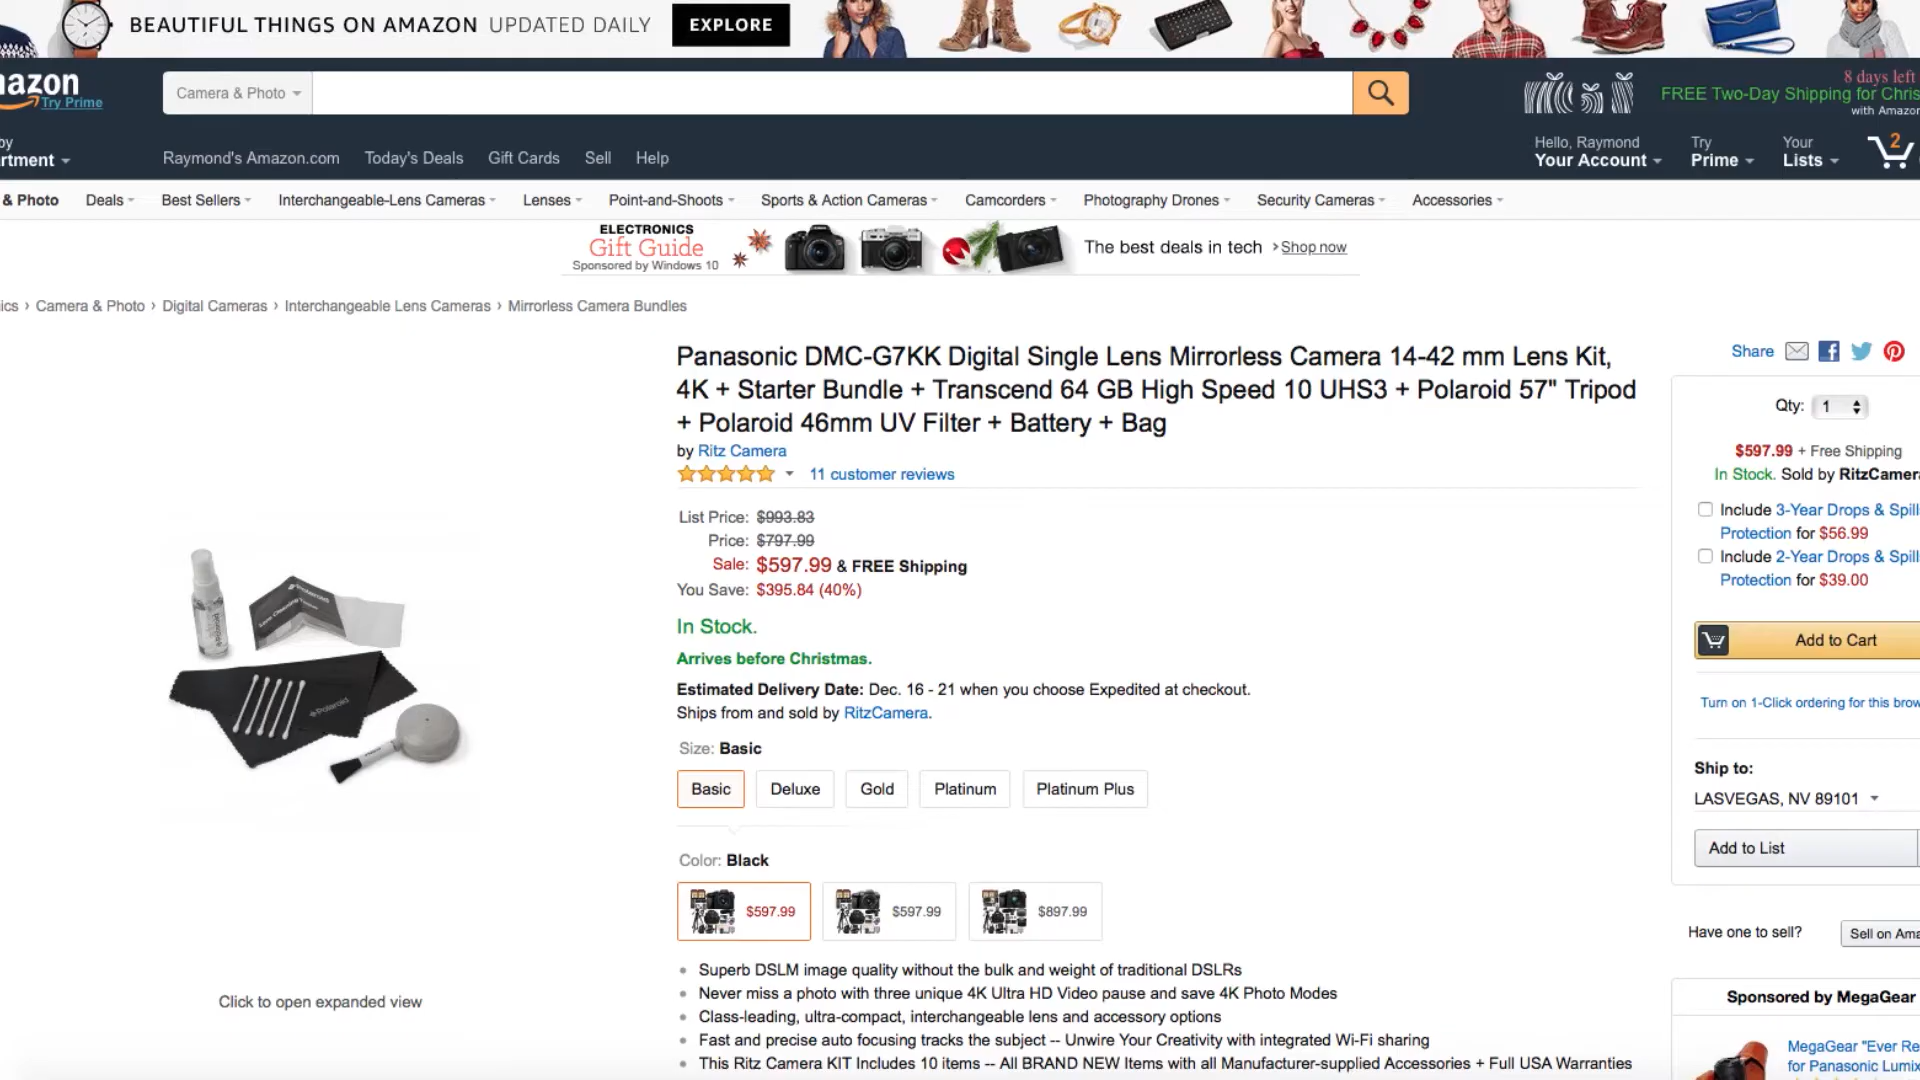 BEAUTIFUL THINGS ON AMAZON UPDATED DAILY EXPLORE
mazon
Try Prime
Camera & Photo
8 days left
FREE Two-Day Shipping for Chris
with Amazon
by
rtment
Raymond's Amazon.com Today's Deals Gift Cards Sell Help
Hello, Raymond
Your Account
Try
Prime
Your
Lists
2
& Photo Deals Best Sellers Interchangeable-Lens Cameras Lenses Point-and-Shoots Sports & Action Cameras Camcorders Photography Drones Security Cameras Accessories
ELECTRONICS
Gift Guide
Sponsored by Windows 10
The best deals in tech › Shop now
ics › Camera & Photo › Digital Cameras › Interchangeable Lens Cameras › Mirrorless Camera Bundles
Panasonic DMC-G7KK Digital Single Lens Mirrorless Camera 14-42 mm Lens Kit,
4K + Starter Bundle + Transcend 64 GB High Speed 10 UHS3 + Polaroid 57" Tripod
+ Polaroid 46mm UV Filter + Battery + Bag
by Ritz Camera
11 customer reviews
List Price: $993.83
Price: $797.99
Sale: $597.99 & FREE Shipping
You Save: $395.84 (40%)
In Stock.
Arrives before Christmas.
Estimated Delivery Date: Dec. 16 - 21 when you choose Expedited at checkout.
Ships from and sold by RitzCamera.
Size: Basic
Basic Deluxe Gold Platinum Platinum Plus
Color: Black
$597.99 $597.99 $897.99
Superb DSLM image quality without the bulk and weight of traditional DSLRs
Never miss a photo with three unique 4K Ultra HD Video pause and save 4K Photo Modes
Class-leading, ultra-compact, interchangeable lens and accessory options
Fast and precise auto focusing tracks the subject -- Unwire Your Creativity with integrated Wi-Fi sharing
This Ritz Camera KIT Includes 10 items -- All BRAND NEW Items with all Manufacturer-supplied Accessories + Full USA Warranties
Polaroid
Click to open expanded view
Share
Qty: 1
$597.99 + Free Shipping
In Stock. Sold by RitzCamera
Include 3-Year Drops & Spill
Protection for $56.99
Include 2-Year Drops & Spill
Protection for $39.00
Add to Cart
Turn on 1-Click ordering for this brow
Ship to:
LASVEGAS, NV 89101
Add to List
Have one to sell? Sell on Ama
Sponsored by MegaGear
MegaGear "Ever Re
for Panasonic Lumix